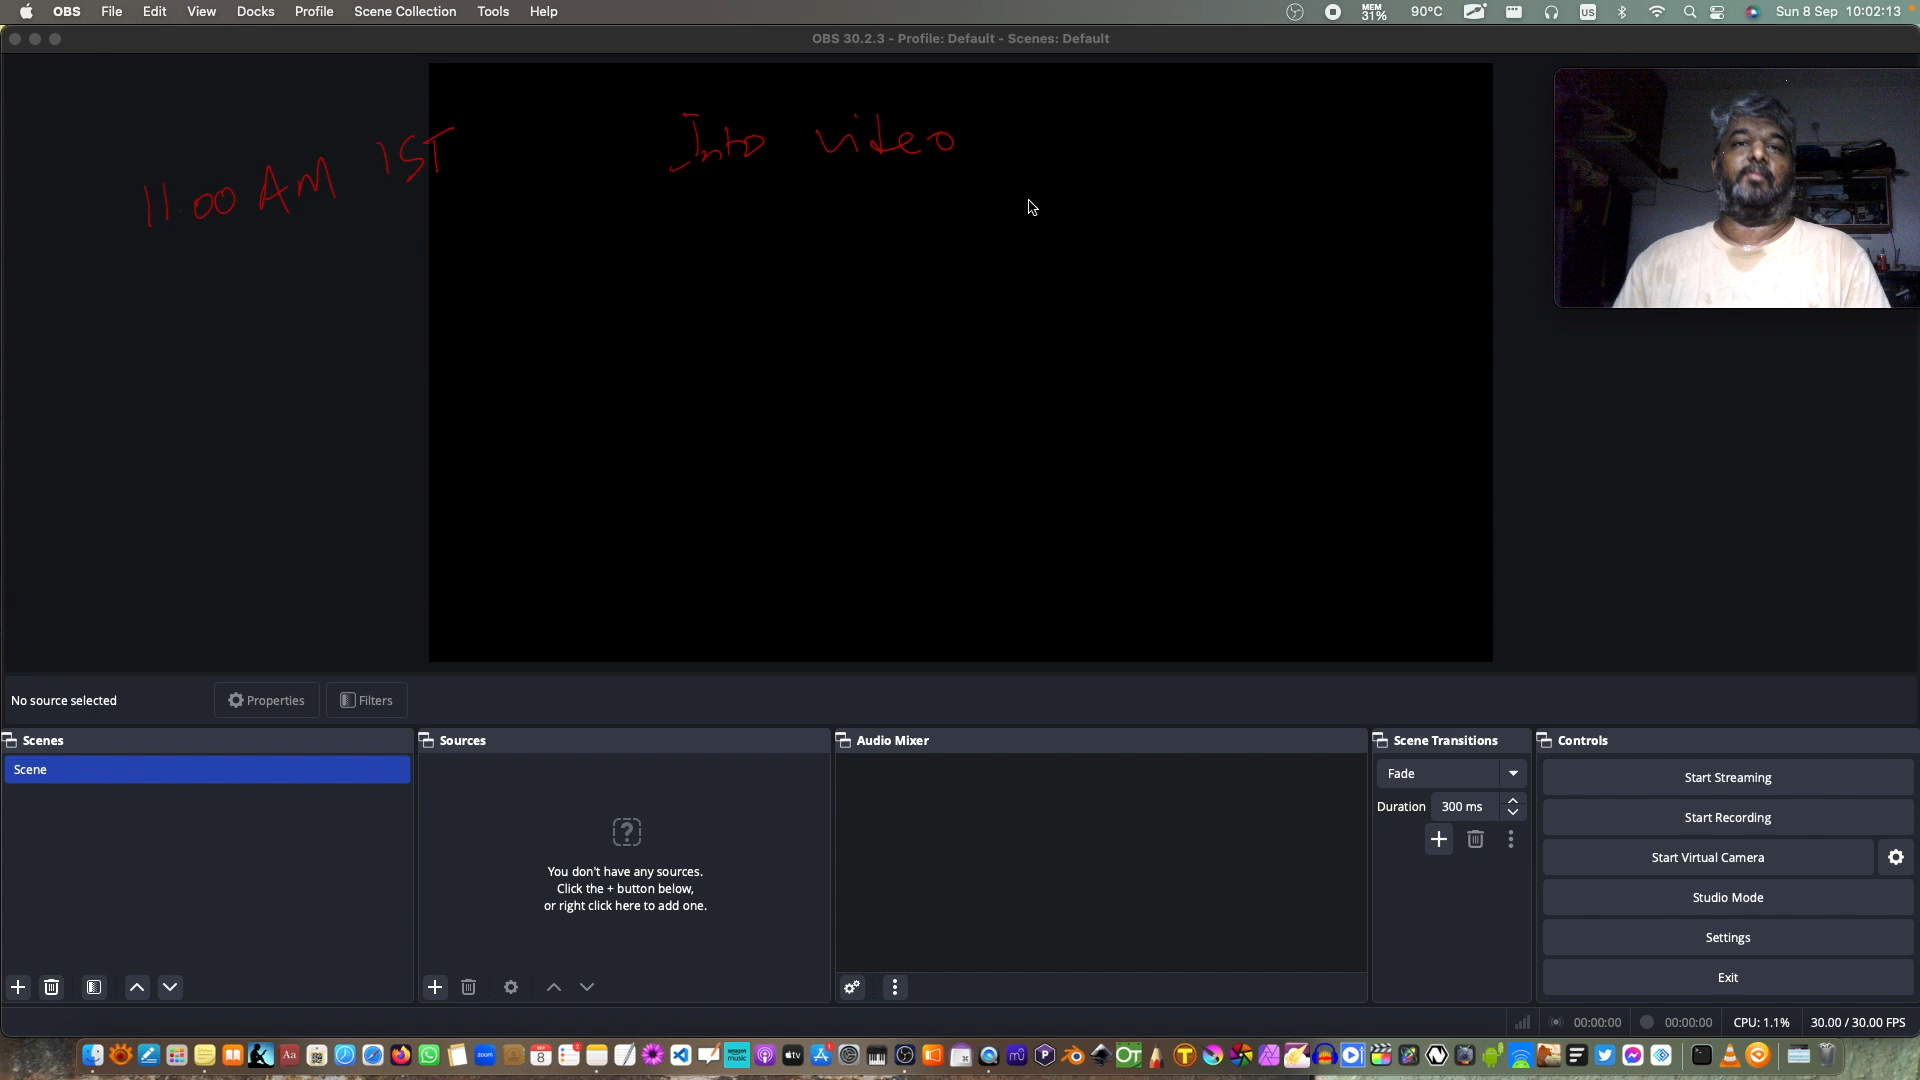 OBS File Edit View Docks Profile Scene Collection Tools Help MEM 31% 90°C US Sun 8 Sep 10:02:13
OBS 30.2.3 - Profile: Default - Scenes: Default
Into video
11.00 AM IST
No source selected Properties Filters
Scenes Sources Audio Mixer Scene Transitions Controls
Scene
Fade
Duration 300 ms
You don't have any sources.
Click the + button below,
or right click here to add one.
Start Streaming
Start Recording
Start Virtual Camera
Studio Mode
Settings
Exit
00:00:00 00:00:00 CPU: 1.1% 30.00 / 30.00 FPS